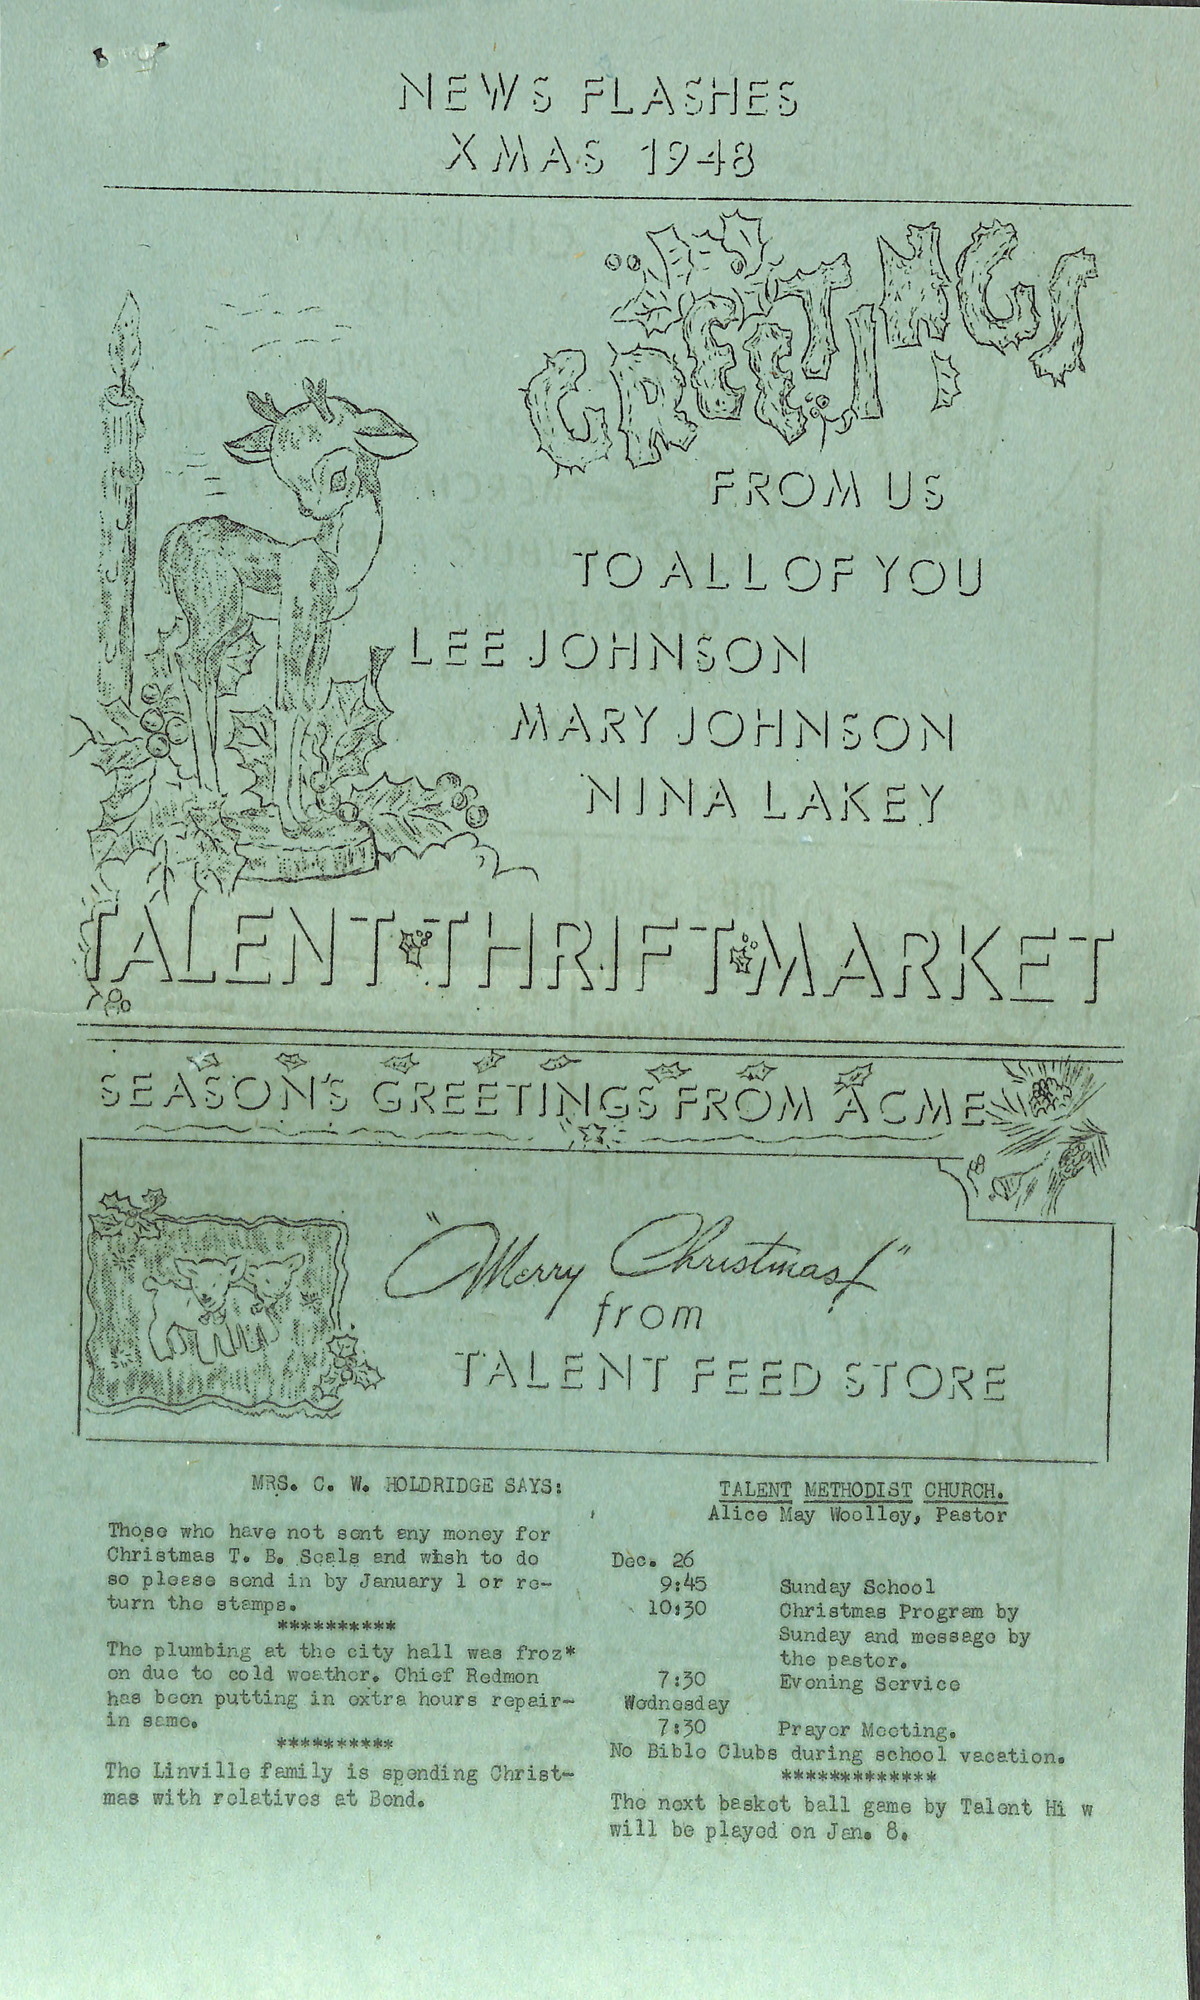 NEWS FLASHES
XMAS 1948
GREETINGS
FROM US
TO ALL OF YOU
LEE JOHNSON
MARY JOHNSON
NINA LAKEY
TALENT THRIFT MARKET
SEASON'S GREETINGS FROM ACME
"Merry Christmas!"
from
TALENT FEED STORE
MRS. C. W. HOLDRIDGE SAYS:
Those who have not sent any money for
Christmas T. B. Seals and wish to do
so please send in by January 1 or re-
turn the stamps.
**********
The plumbing at the city hall was froz*
en due to cold weather. Chief Redmon
has been putting in extra hours repair-
in same.
**********
The Linville family is spending Christ-
mas with relatives at Bend.
TALENT METHODIST CHURCH.
Alice May Woolley, Pastor
Dec. 26
9:45 Sunday School
10:30 Christmas Program by
Sunday and message by
the pastor.
7:30 Evening Service
Wednesday
7:30 Prayer Meeting.
No Bible Clubs during school vacation.
*************
The next basket ball game by Talent Hi w
will be played on Jan. 8.